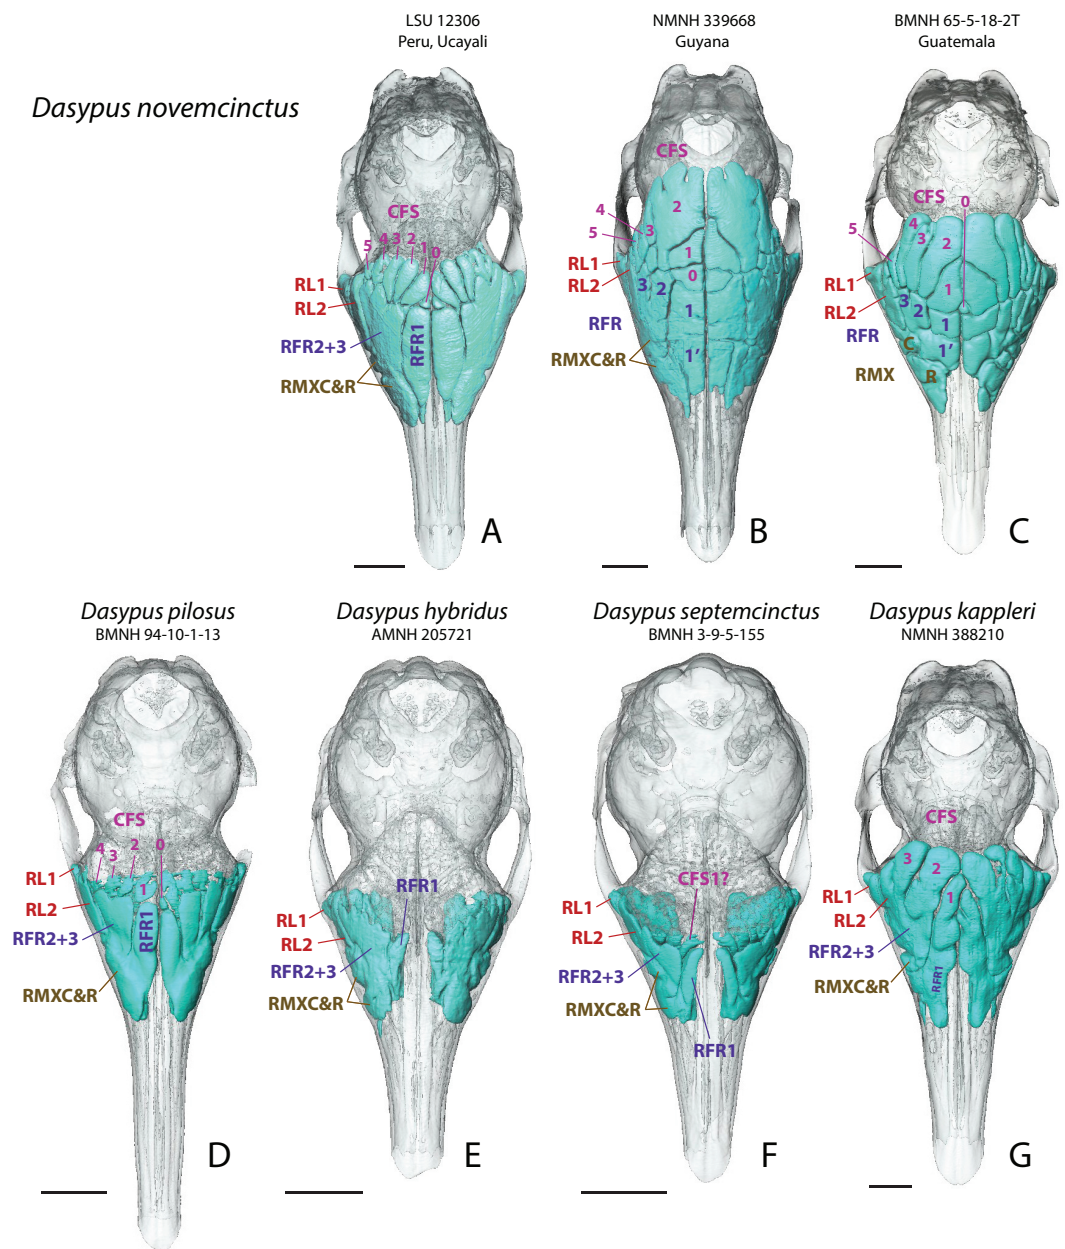 LSU 12306
Peru, Ucayali
NMNH 339668
Guyana
BMNH 65-5-18-2T
Guatemala
Dasypus novemcinctus
CFS
5 4 3 2 1 0
RL1
RL2
RFR2+3
RFR1
RMXC&R
A
CFS
2
4
3
5
1
RL1
0
RL2
3 2
RFR
1
RMXC&R
1’
B
CFS
0
4
3
2
5
RL1
1
RL2
3
2
RFR
1
C
1’
RMX
R
C
Dasypus pilosus
BMNH 94-10-1-13
Dasypus hybridus
AMNH 205721
Dasypus septemcinctus
BMNH 3-9-5-155
Dasypus kappleri
NMNH 388210
CFS
4 3 2 0
RL1
1
RL2
RFR2+3
RFR1
RMXC&R
D
RFR1
RL1
RL2
RFR2+3
RMXC&R
E
CFS1?
RL1
RL2
RFR2+3
RMXC&R
RFR1
F
CFS
3
2
RL1
1
RL2
RFR2+3
RMXC&R
RFR1
G